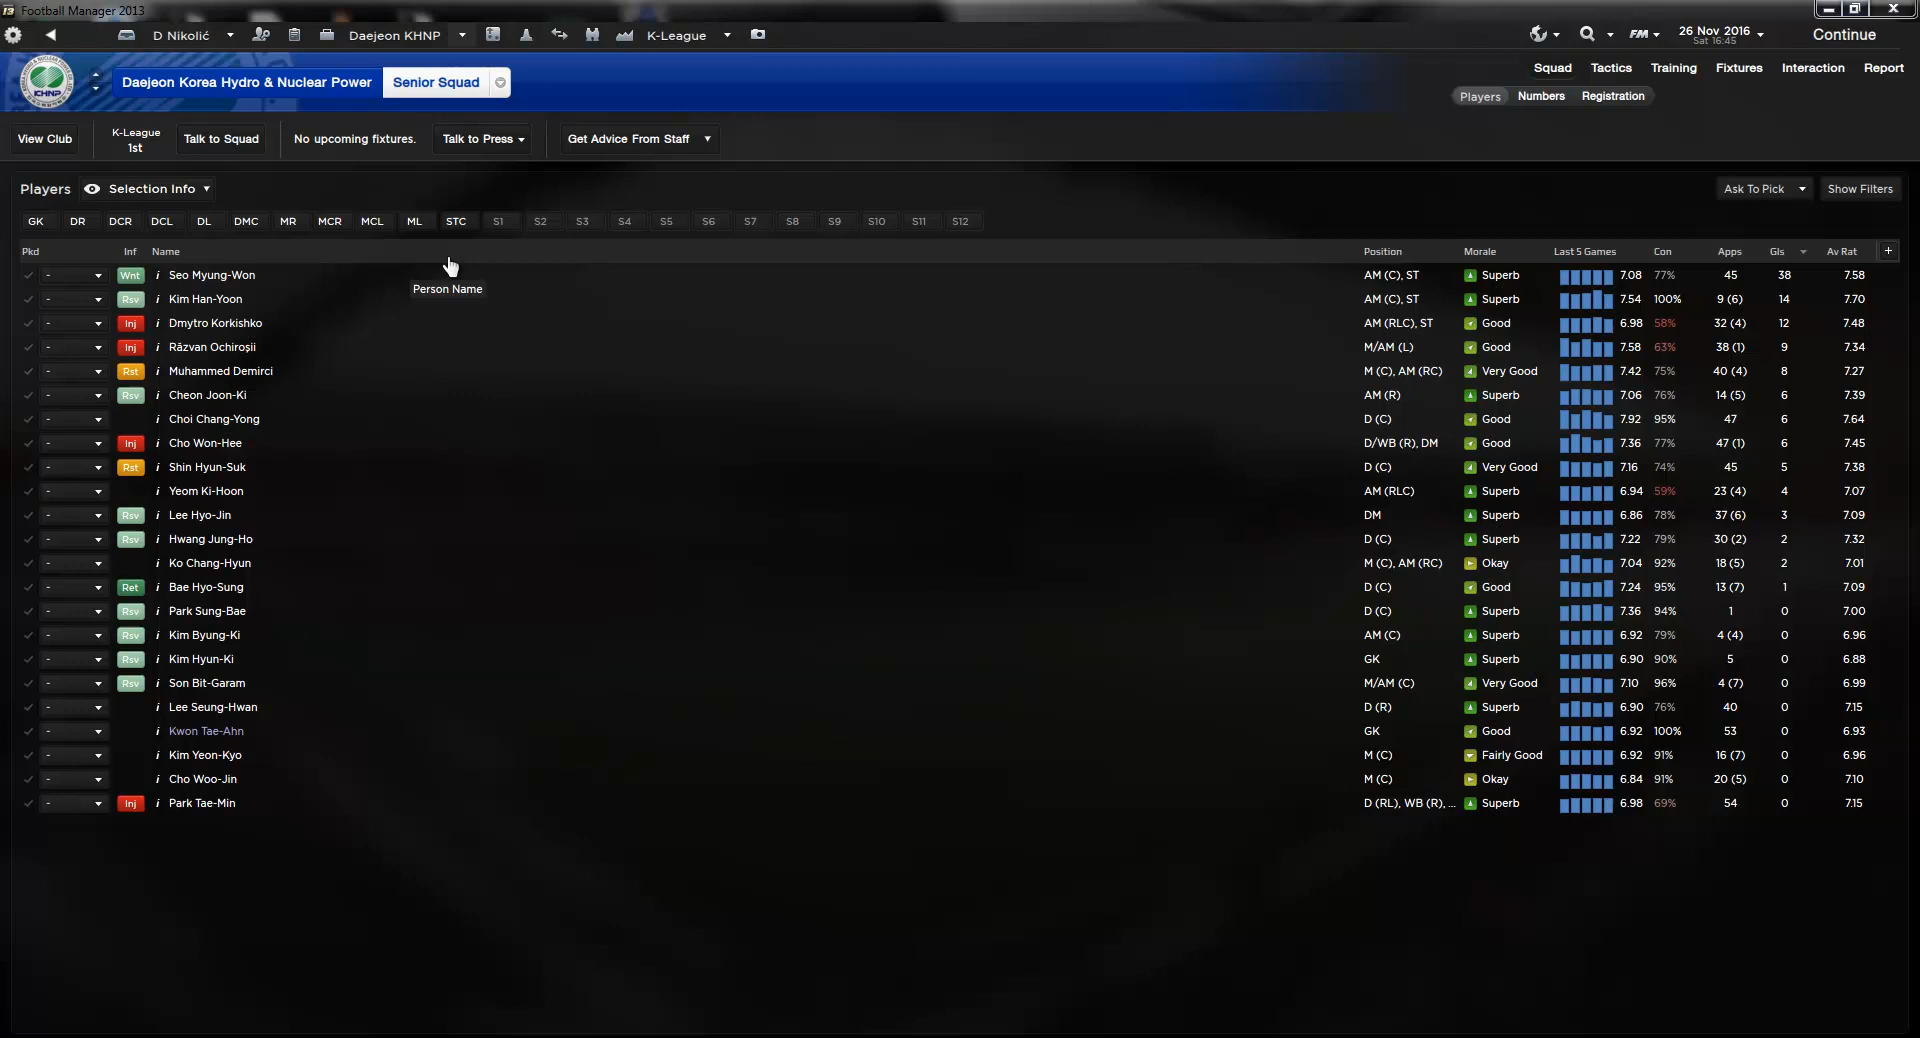 Football Manager 2013
D Nikolić Daejeon KHNP K-League FM 26 Nov 2016 Continue
Sat 16:45
KHNP Daejeon Korea Hydro & Nuclear Power Senior Squad Squad Tactics Training Fixtures Interaction Report
Players Numbers Registration
View Club K-League 1st Talk to Squad No upcoming fixtures. Talk to Press Get Advice From Staff
Players Selection Info Ask To Pick Show Filters
GK DR DCR DCL DL DMC MR MCR MCL ML STC S1 S2 S3 S4 S5 S6 S7 S8 S9 S10 S11 S12
Pkd Inf Name Position Morale Last 5 Games Con Apps Gls Av Rat +
- Wnt i Seo Myung-Won AM (C), ST Superb 7.08 77% 45 38 7.58
Person Name
- Rsv i Kim Han-Yoon AM (C), ST Superb 7.54 100% 9 (6) 14 7.70
- Inj i Dmytro Korkishko AM (RLC), ST Good 6.98 58% 32 (4) 12 7.48
- Inj i Răzvan Ochiroşii M/AM (L) Good 7.58 63% 38 (1) 9 7.34
- Rst i Muhammed Demirci M (C), AM (RC) Very Good 7.42 75% 40 (4) 8 7.27
- Rsv i Cheon Joon-Ki AM (R) Superb 7.06 76% 14 (5) 6 7.39
- i Choi Chang-Yong D (C) Good 7.92 95% 47 6 7.64
- Inj i Cho Won-Hee D/WB (R), DM Good 7.36 77% 47 (1) 6 7.45
- Rst i Shin Hyun-Suk D (C) Very Good 7.16 74% 45 5 7.38
- i Yeom Ki-Hoon AM (RLC) Superb 6.94 59% 23 (4) 4 7.07
- Rsv i Lee Hyo-Jin DM Superb 6.86 78% 37 (6) 3 7.09
- Rsv i Hwang Jung-Ho D (C) Superb 7.22 79% 30 (2) 2 7.32
- i Ko Chang-Hyun M (C), AM (RC) Okay 7.04 92% 18 (5) 2 7.01
- Ret i Bae Hyo-Sung D (C) Good 7.24 95% 13 (7) 1 7.09
- Rsv i Park Sung-Bae D (C) Superb 7.36 94% 1 0 7.00
- Rsv i Kim Byung-Ki AM (C) Superb 6.92 79% 4 (4) 0 6.96
- Rsv i Kim Hyun-Ki GK Superb 6.90 90% 5 0 6.88
- Rsv i Son Bit-Garam M/AM (C) Very Good 7.10 96% 4 (7) 0 6.99
- i Lee Seung-Hwan D (R) Superb 6.90 76% 40 0 7.15
- i Kwon Tae-Ahn GK Good 6.92 100% 53 0 6.93
- i Kim Yeon-Kyo M (C) Fairly Good 6.92 91% 16 (7) 0 6.96
- i Cho Woo-Jin M (C) Okay 6.84 91% 20 (5) 0 7.10
- Inj i Park Tae-Min D (RL), WB (R), ... Superb 6.98 69% 54 0 7.15